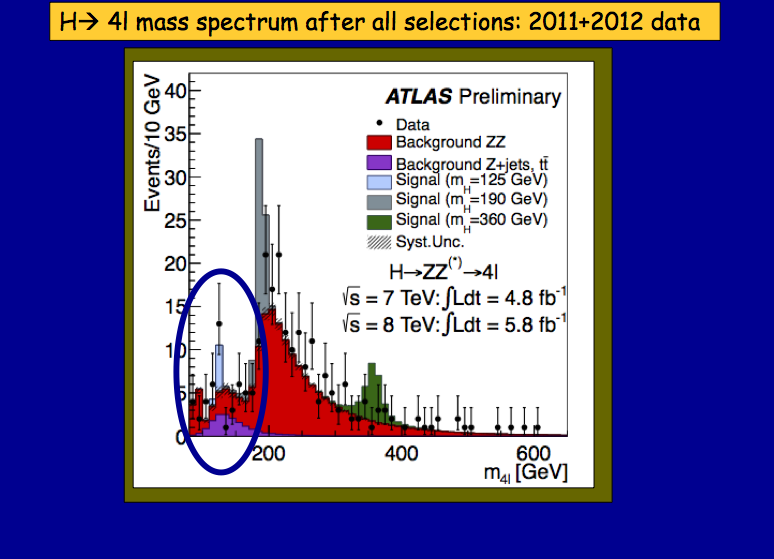 H→ 4l mass spectrum after all selections: 2011+2012 data
Events/10 GeV
40
35
30
25
20
15
10
5
0
ATLAS Preliminary
Data
Background ZZ
Background Z+jets, tt̄
Signal (m_H=125 GeV)
Signal (m_H=190 GeV)
Signal (m_H=360 GeV)
Syst.Unc.
H→ZZ(*)→4l
√s = 7 TeV:∫Ldt = 4.8 fb-1
√s = 8 TeV:∫Ldt = 5.8 fb-1
200 400 600
m4l [GeV]